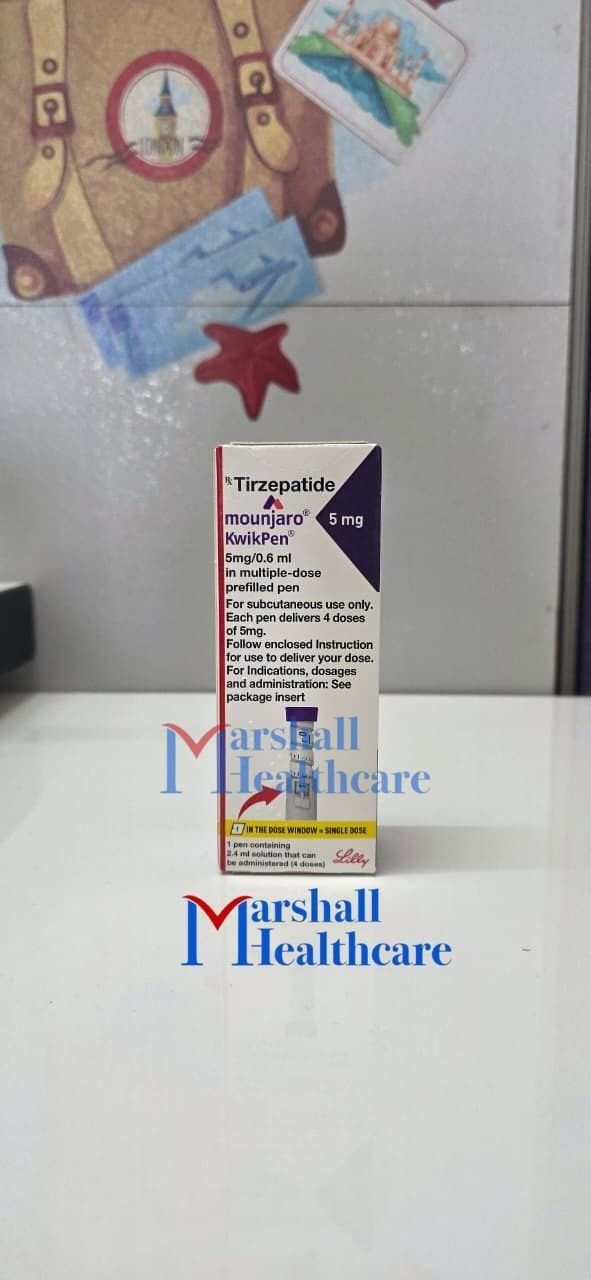 LONDON
℞ Tirzepatide
mounjaro®
KwikPen®
5 mg
5mg/0.6 ml
in multiple-dose
prefilled pen
For subcutaneous use only.
Each pen delivers 4 doses
of 5mg.
Follow enclosed Instruction
for use to deliver your dose.
For Indications, dosages
and administration: See
package insert
Marshall
Healthcare
1 IN THE DOSE WINDOW = SINGLE DOSE
1 pen containing
2.4 ml solution that can
be administered (4 doses)
Lilly
Marshall
Healthcare